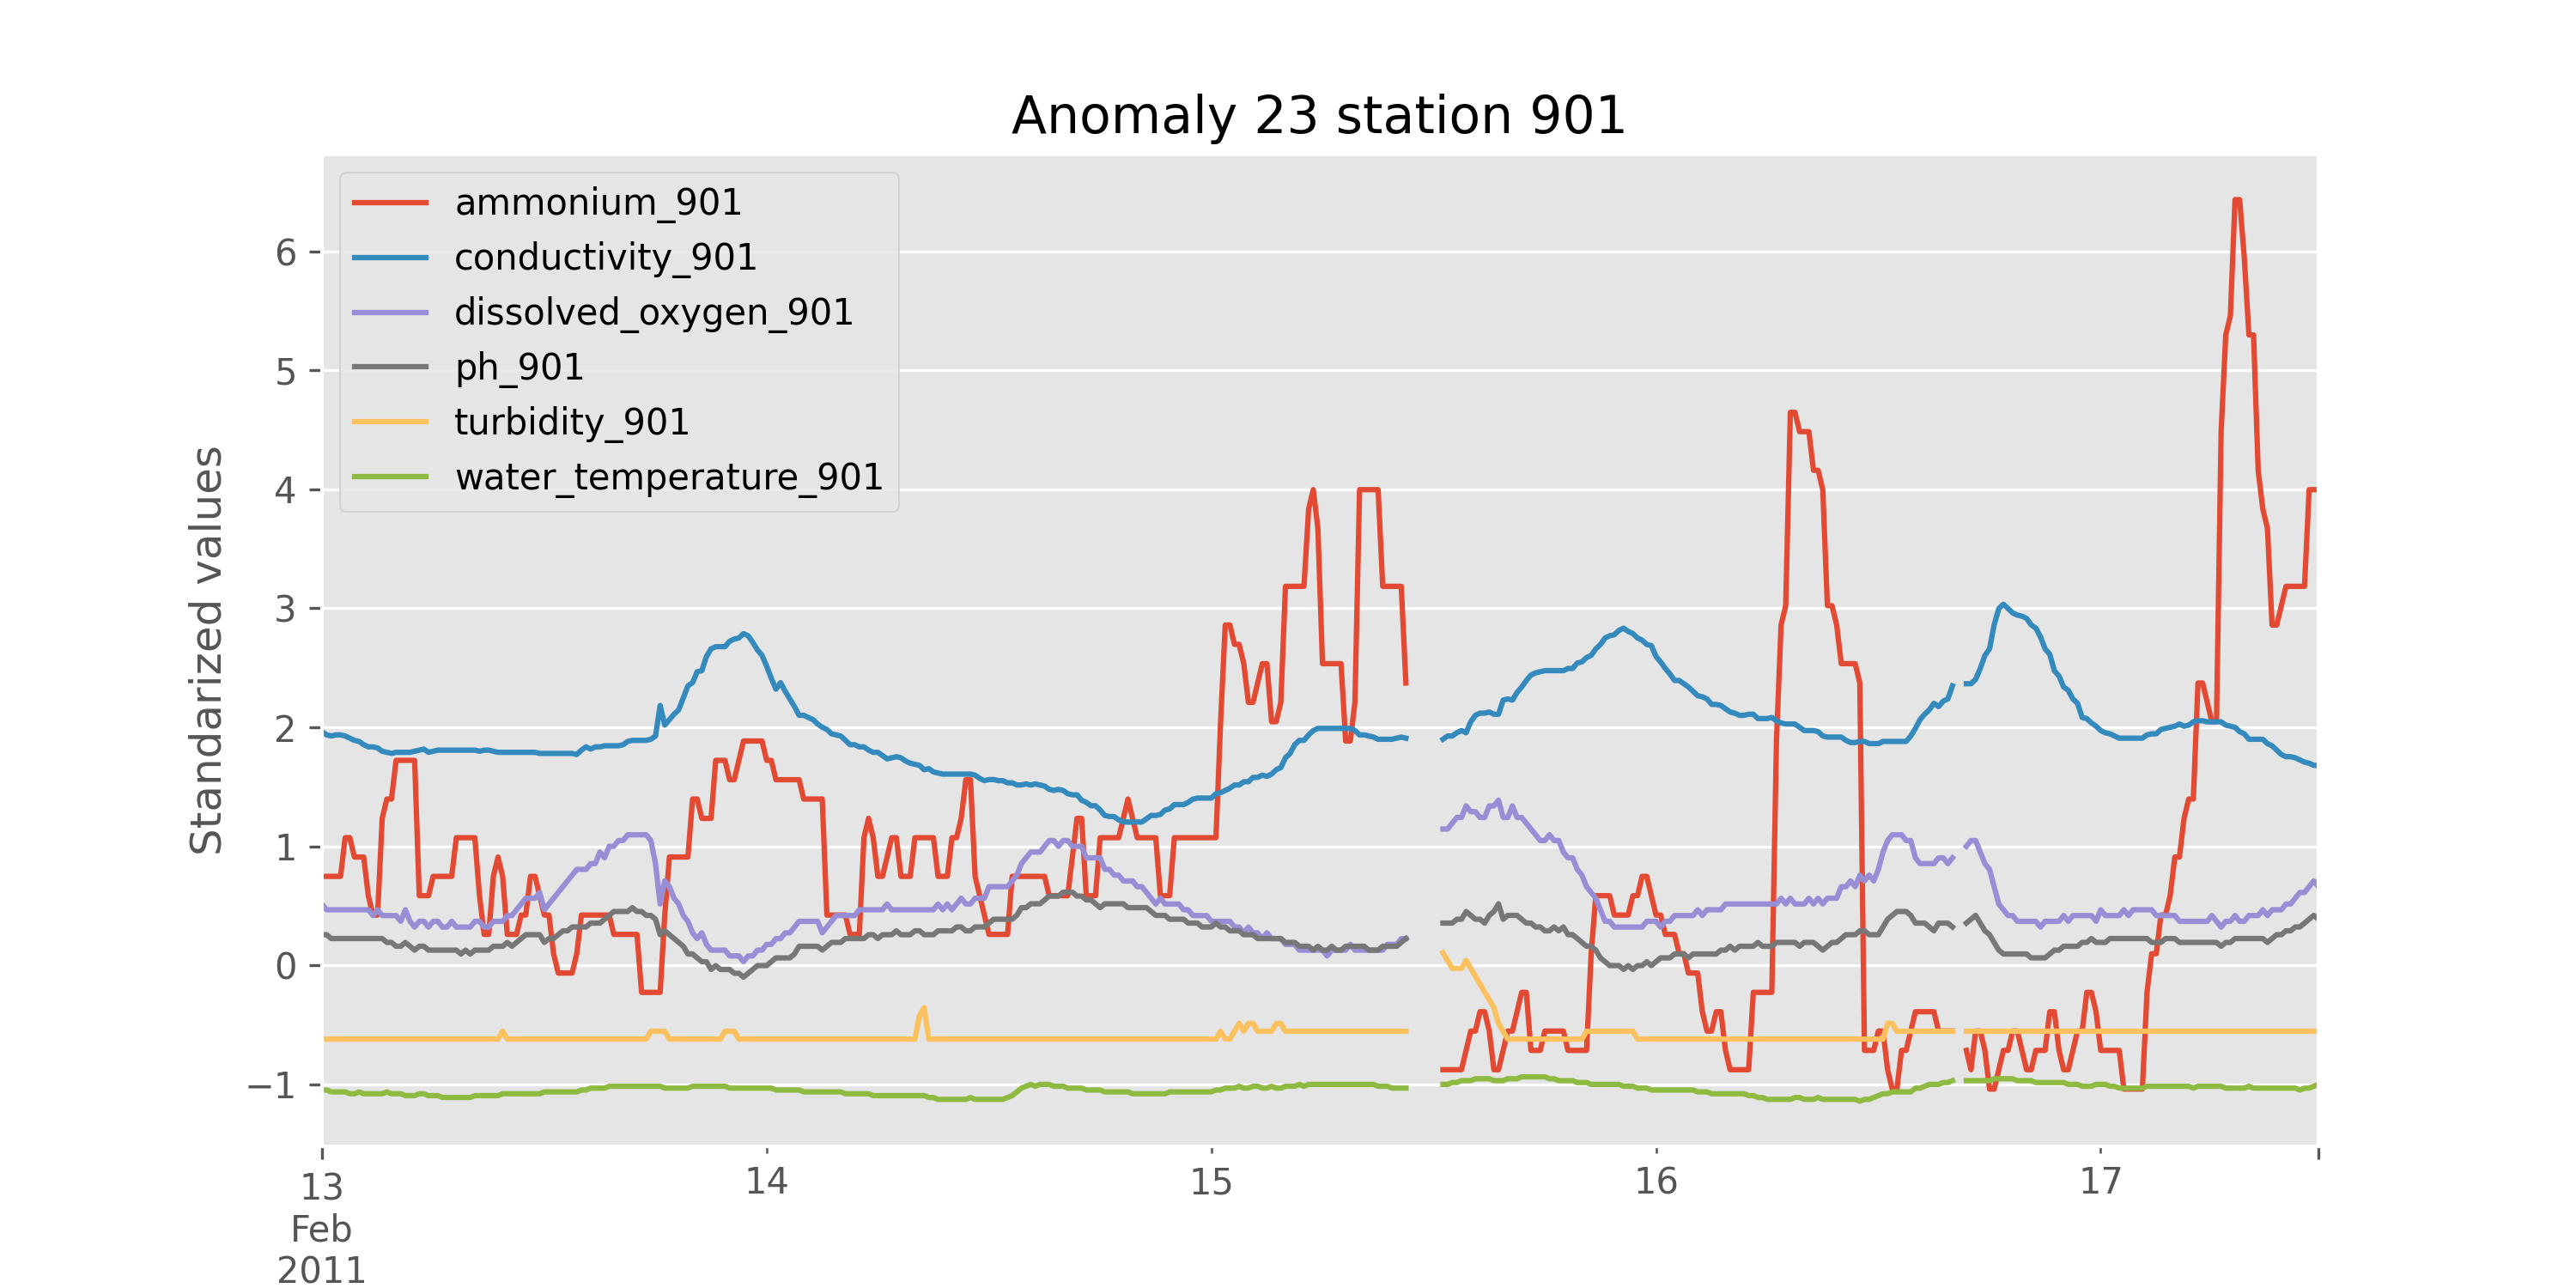 Anomaly 23 station 901
ammonium_901
conductivity_901
dissolved_oxygen_901
ph_901
turbidity_901
water_temperature_901
Standarized values
6
5
4
3
2
1
0
−1
13 14 15 16 17
Feb
2011